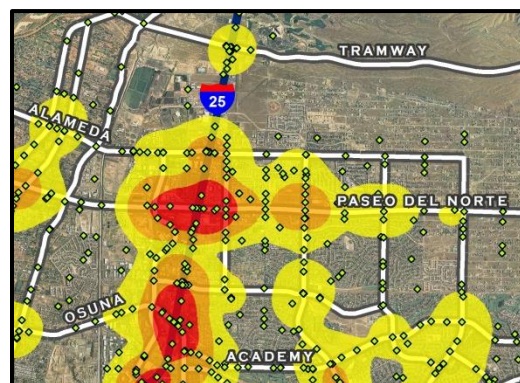 TRAMWAY
25
ALAMEDA
PASEO DEL NORTE
OSUNA
ACADEMY